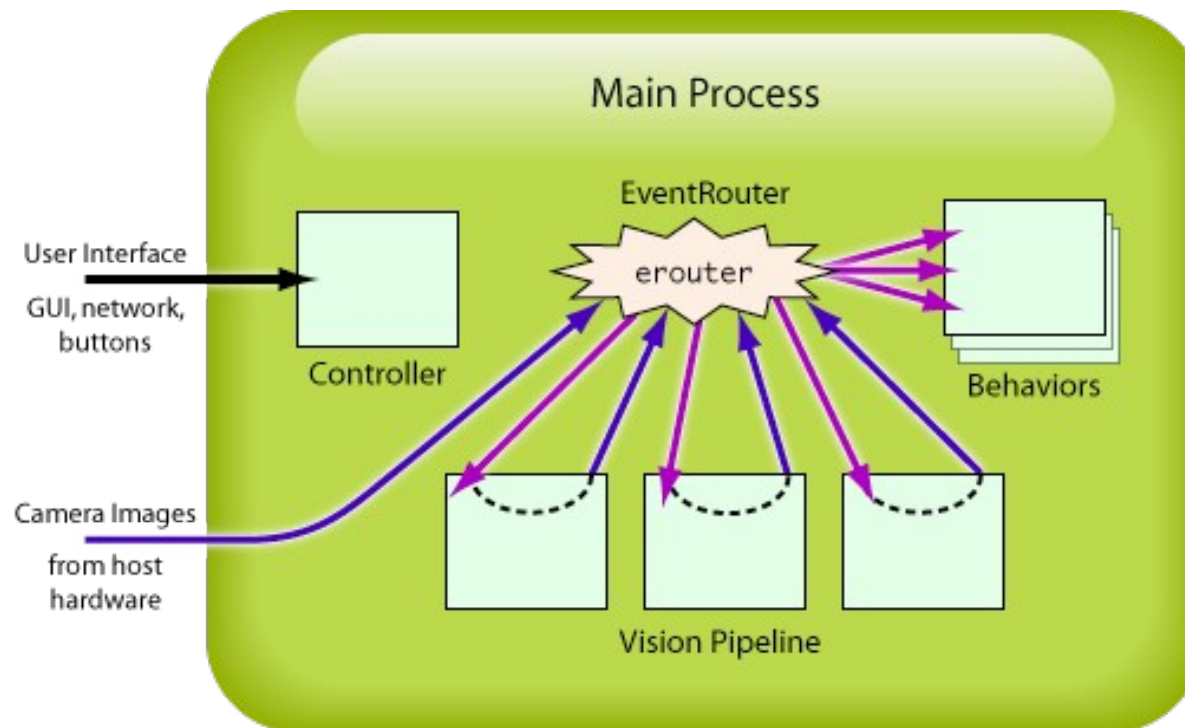 Main Process
EventRouter
erouter
User Interface
GUI, network,
buttons
Controller
Behaviors
Camera Images
from host
hardware
Vision Pipeline